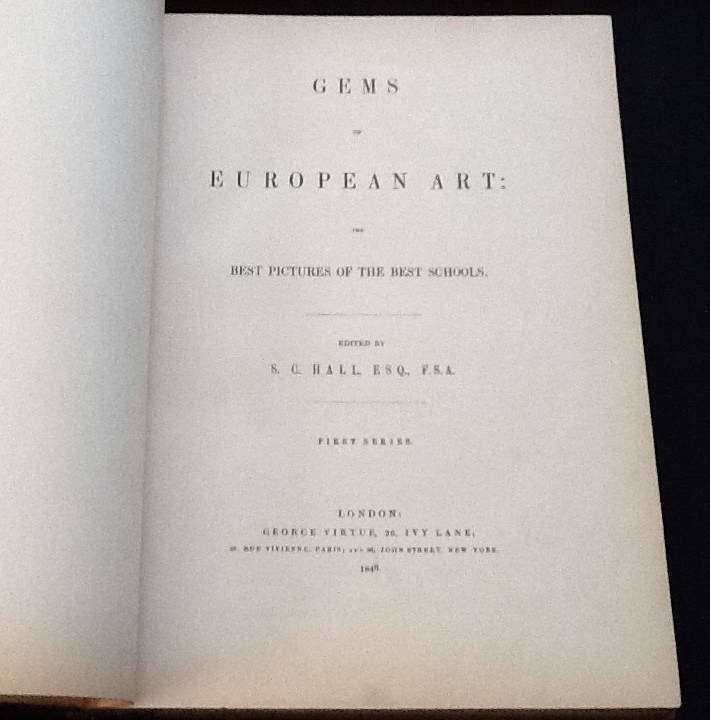 GEMS
OF
EUROPEAN ART:
THE
BEST PICTURES OF THE BEST SCHOOLS.
EDITED BY
S. C. HALL, ESQ., F.S.A.
FIRST SERIES.
LONDON:
GEORGE VIRTUE, 26, IVY LANE;
RUE VIVIENNE, PARIS; AND JOHN STREET, NEW YORK.